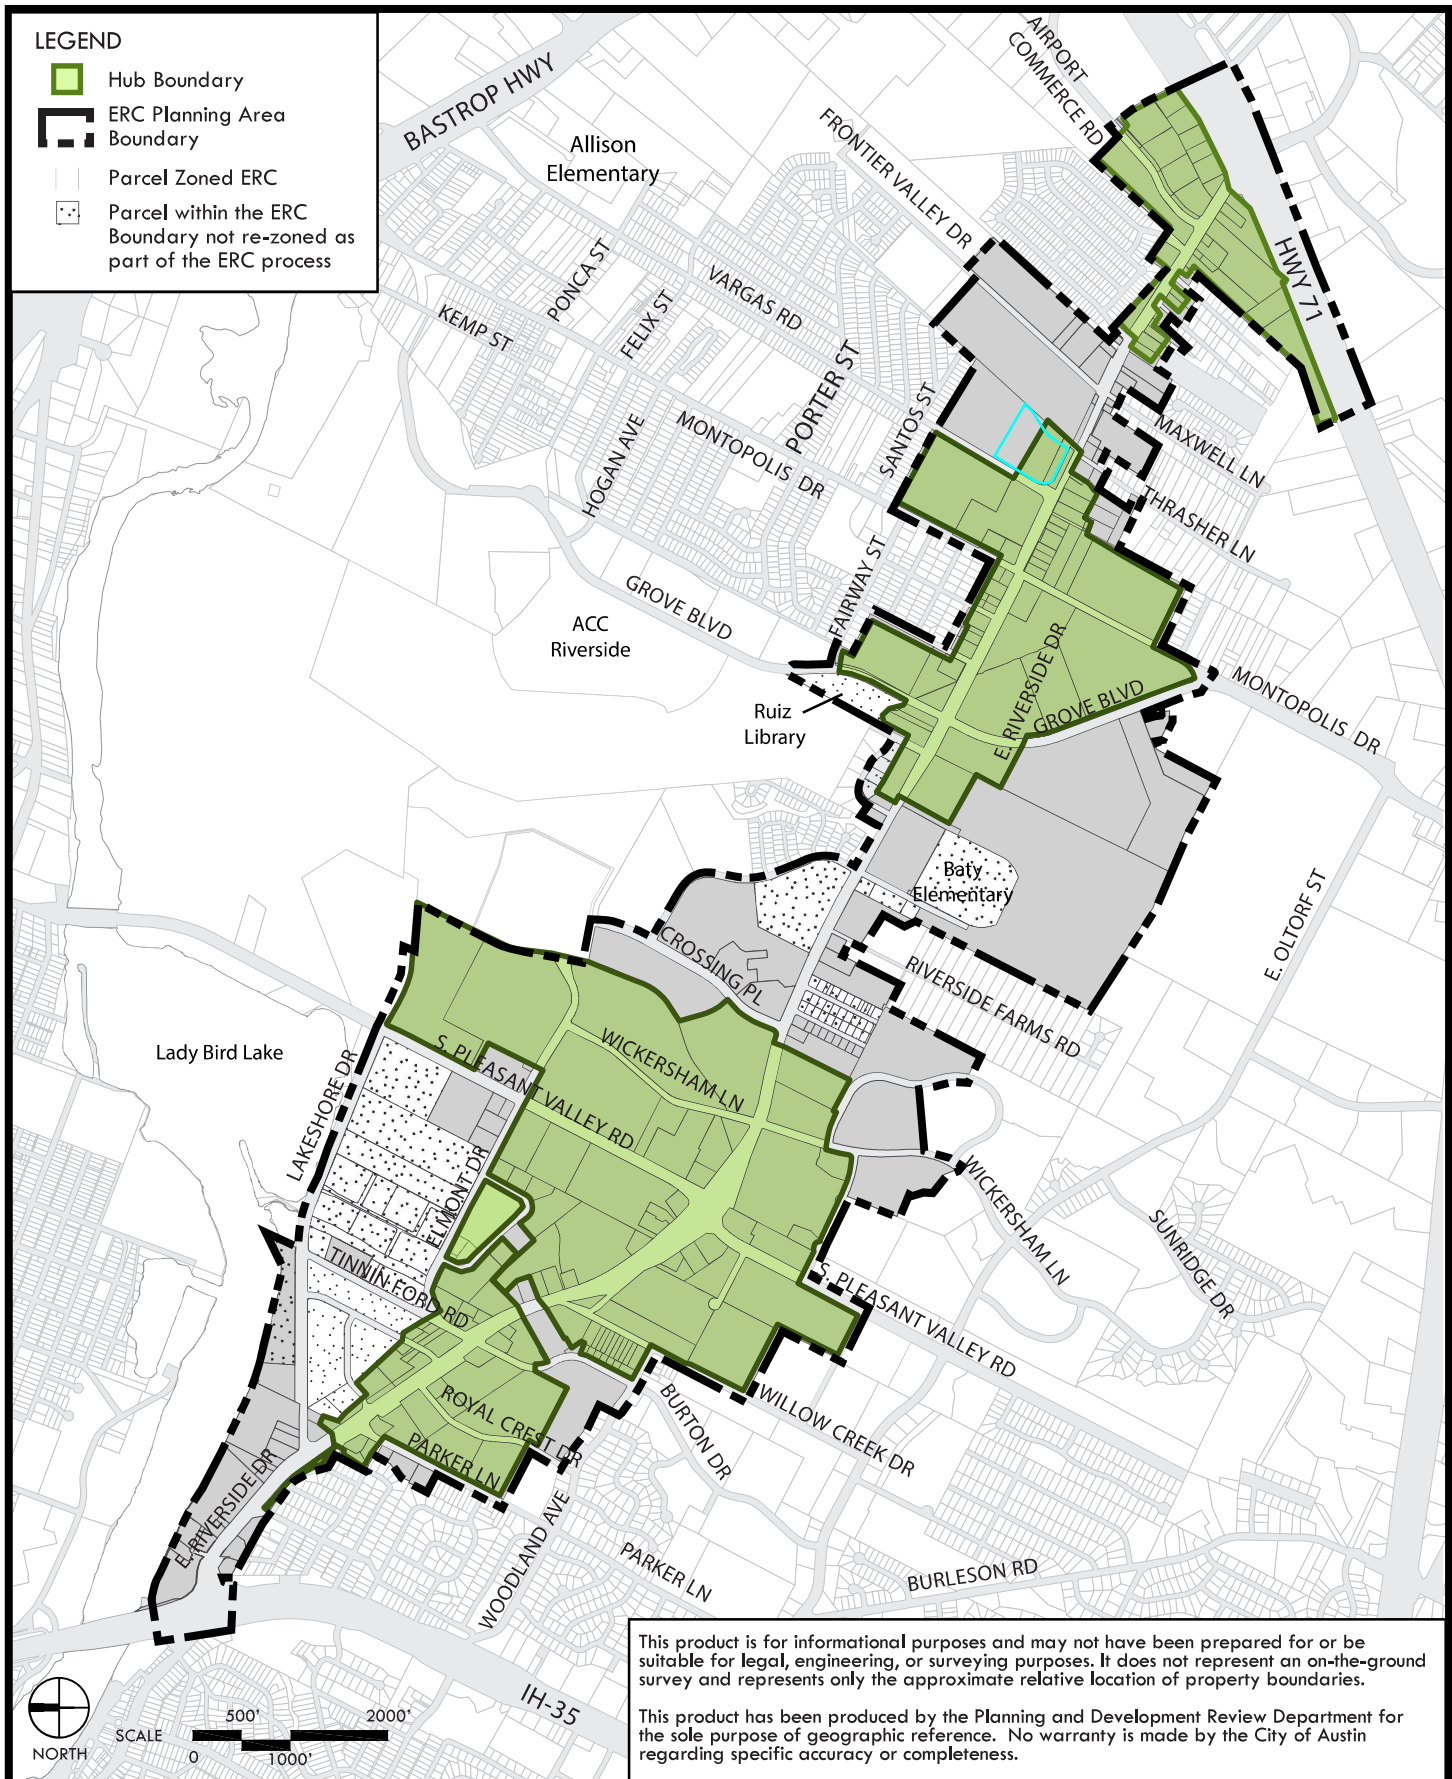 LEGEND
Hub Boundary
ERC Planning Area
Boundary
Parcel Zoned ERC
Parcel within the ERC
Boundary not re-zoned as
part of the ERC process
BASTROP HWY
AIRPORT
COMMERCE RD
FRONTIER VALLEY DR
Allison
Elementary
HWY 71
PONCA ST
VARGAS RD
FELIX ST
KEMP ST
PORTER ST
SANTOS ST
HOGAN AVE
MONTOPOLIS DR
MAXWELL LN
THRASHER LN
FAIRWAY ST
GROVE BLVD
ACC
Riverside
E. RIVERSIDE DR
GROVE BLVD
MONTOPOLIS DR
Ruiz
Library
Baty
Elementary
E. OLTORF ST
CROSSING PL
RIVERSIDE FARMS RD
Lady Bird Lake
LAKESHORE DR
S. PLEASANT VALLEY RD
WICKERSHAM LN
ELMONT DR
WICKERSHAM LN
SUNRIDGE DR
TINNIN FORD RD
S. PLEASANT VALLEY RD
ROYAL CREST DR
PARKER LN
BURTON DR
WILLOW CREEK DR
E. RIVERSIDE DR
WOODLAND AVE
PARKER LN
BURLESON RD
IH-35
NORTH
SCALE
500'
2000'
0
1000'
This product is for informational purposes and may not have been prepared for or be
suitable for legal, engineering, or surveying purposes. It does not represent an on-the-ground
survey and represents only the approximate relative location of property boundaries.
This product has been produced by the Planning and Development Review Department for
the sole purpose of geographic reference.  No warranty is made by the City of Austin
regarding specific accuracy or completeness.